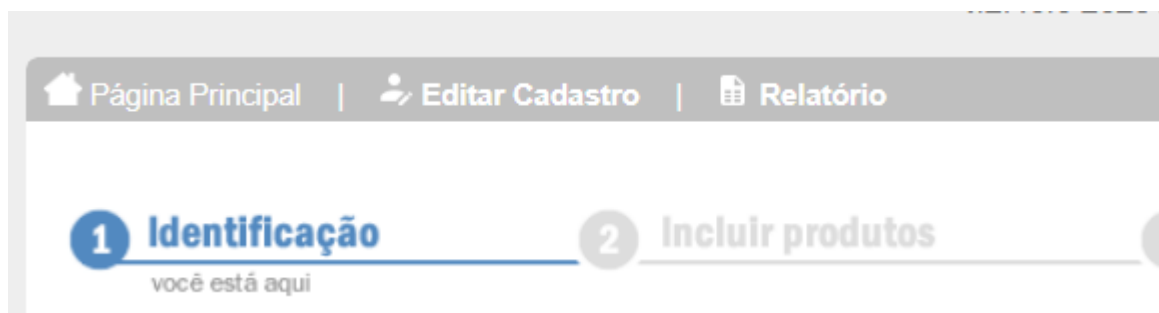 Página Principal | Editar Cadastro | Relatório
1 Identificação 2 Incluir produtos
você está aqui